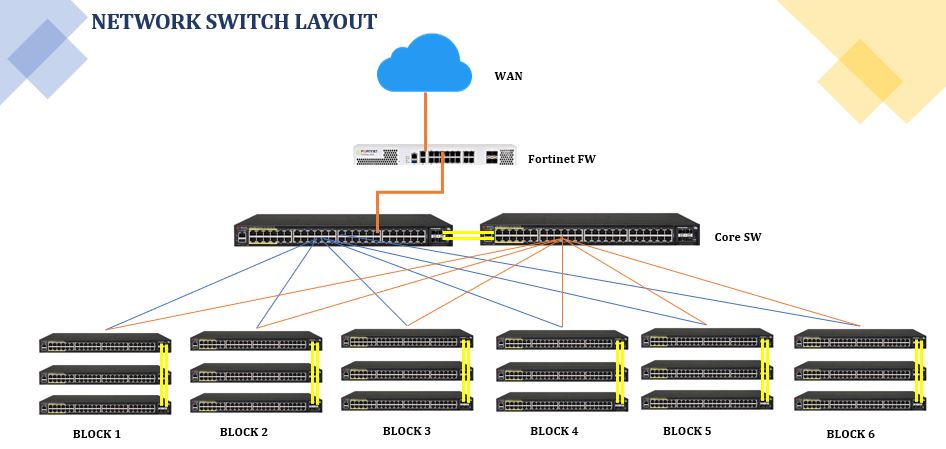 NETWORK SWITCH LAYOUT
WAN
Fortinet FW
Core SW
BLOCK 1
BLOCK 2
BLOCK 3
BLOCK 4
BLOCK 5
BLOCK 6